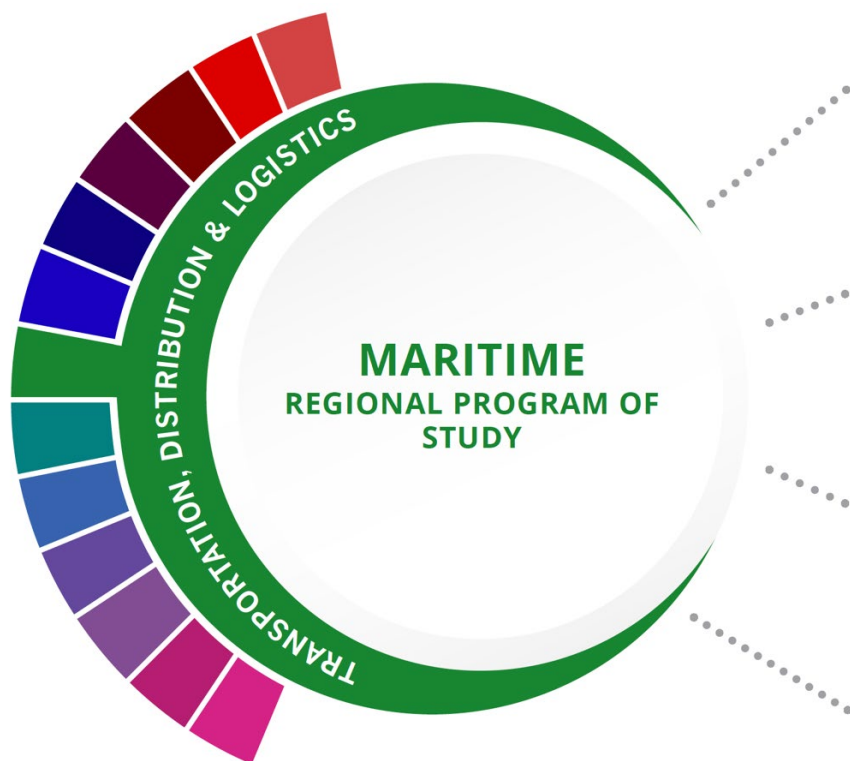 TRANSPORTATION, DISTRIBUTION & LOGISTICS
MARITIME
REGIONAL PROGRAM OF
STUDY